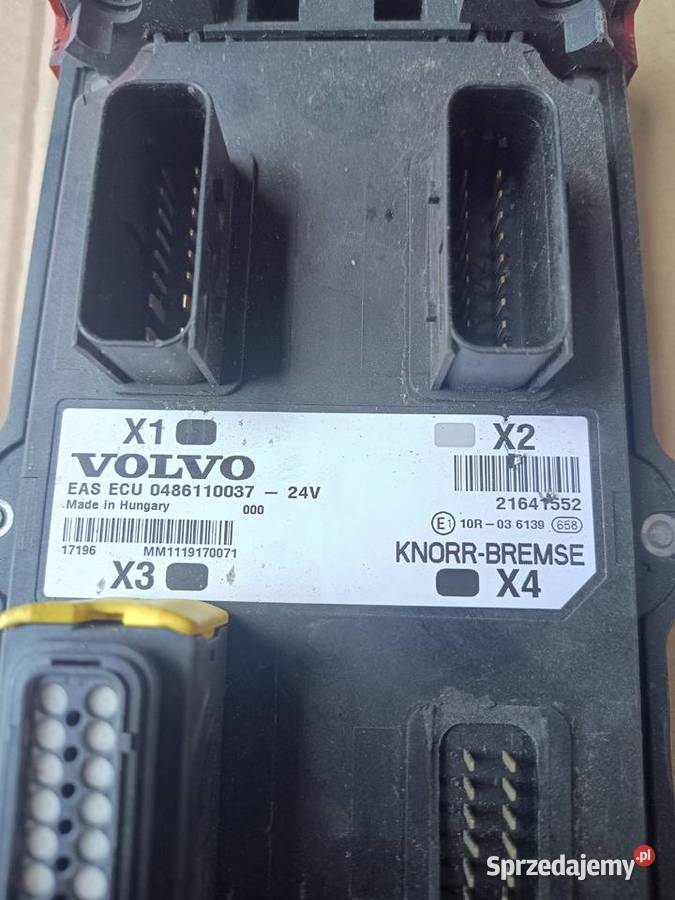 X1 X2
VOLVO
EAS ECU 0486110037 - 24V
Made in Hungary 000
21641552
E1 10R-03 6139 658
17196 MM1119170071
KNORR-BREMSE
X3 X4
Sprzedajemy.pl